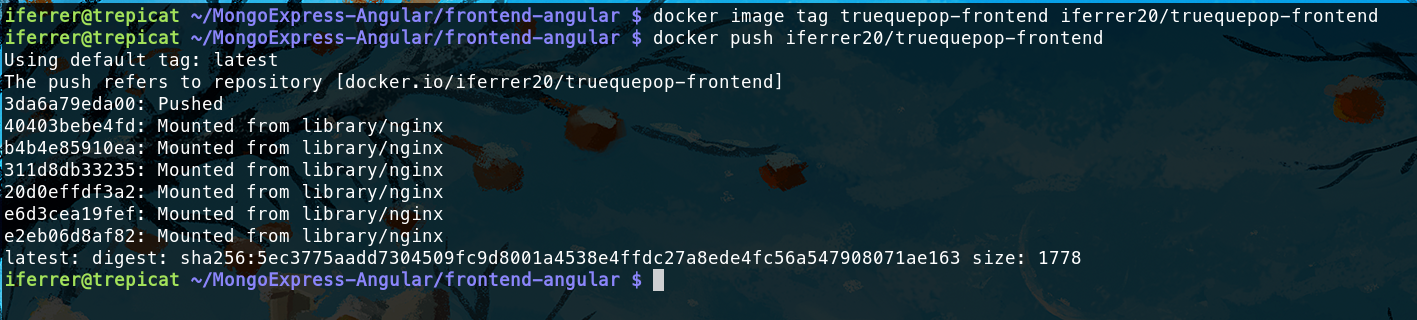 iferrer@trepicat ~/MongoExpress-Angular/frontend-angular $ docker image tag truequepop-frontend iferrer20/truequepop-frontend
iferrer@trepicat ~/MongoExpress-Angular/frontend-angular $ docker push iferrer20/truequepop-frontend
Using default tag: latest
The push refers to repository [docker.io/iferrer20/truequepop-frontend]
3da6a79eda00: Pushed
40403bebe4fd: Mounted from library/nginx
b4b4e85910ea: Mounted from library/nginx
311d8db33235: Mounted from library/nginx
20d0effdf3a2: Mounted from library/nginx
e6d3cea19fef: Mounted from library/nginx
e2eb06d8af82: Mounted from library/nginx
latest: digest: sha256:5ec3775aadd7304509fc9d8001a4538e4ffdc27a8ede4fc56a547908071ae163 size: 1778
iferrer@trepicat ~/MongoExpress-Angular/frontend-angular $